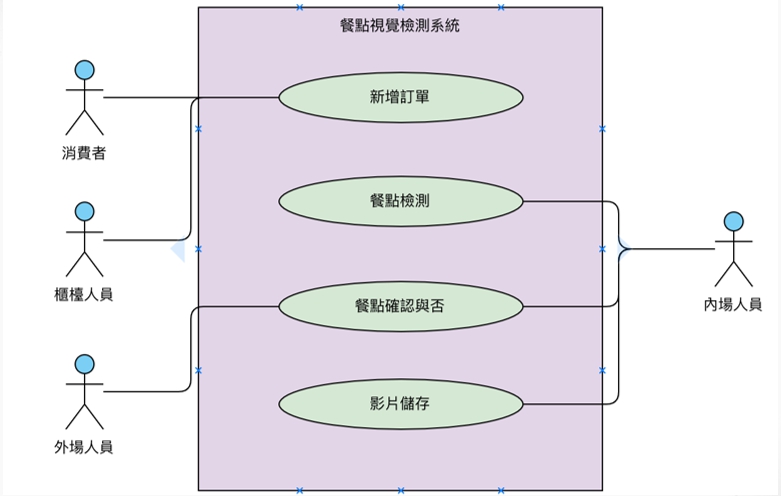 餐點視覺檢測系統
新增訂單
消費者
餐點檢測
櫃檯人員
內場人員
餐點確認與否
影片儲存
外場人員